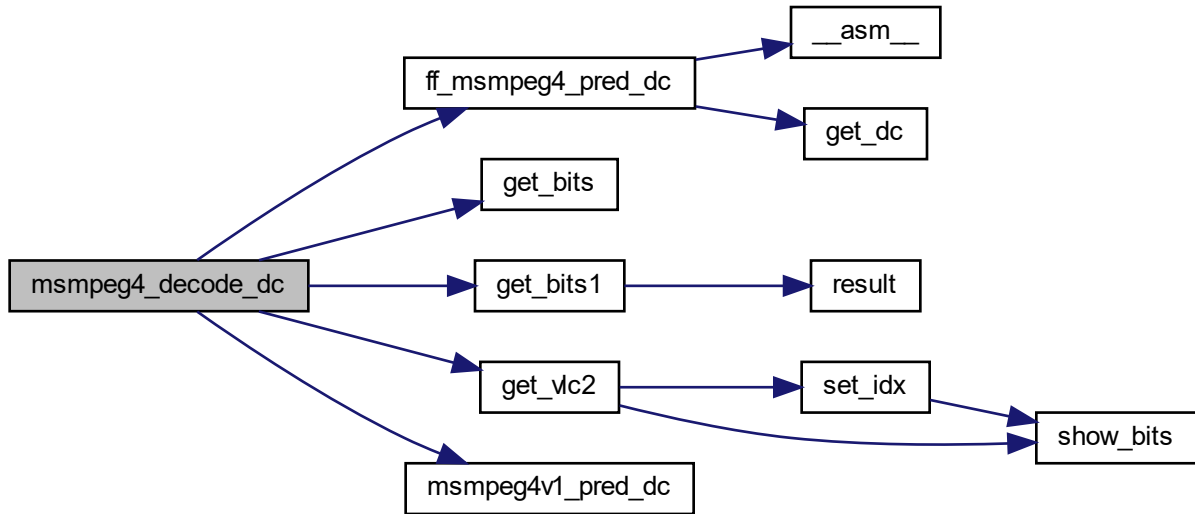 __asm__
ff_msmpeg4_pred_dc
get_dc
get_bits
msmpeg4_decode_dc
get_bits1
result
get_vlc2
set_idx
show_bits
msmpeg4v1_pred_dc